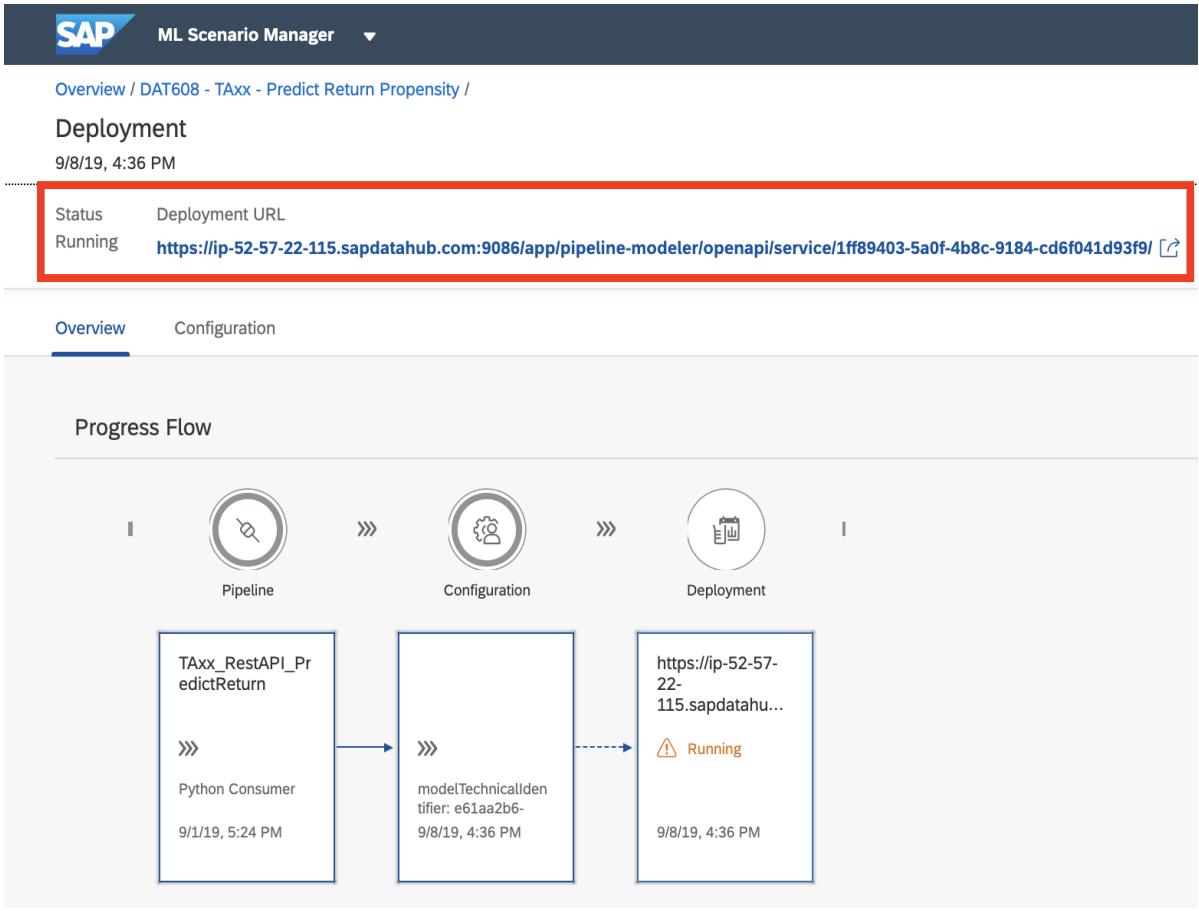 SAP ML Scenario Manager
Overview / DAT608 - TAxx - Predict Return Propensity /
Deployment
9/8/19, 4:36 PM
Status
Running
Deployment URL
https://ip-52-57-22-115.sapdatahub.com:9086/app/pipeline-modeler/openapi/service/1ff89403-5a0f-4b8c-9184-cd6f041d93f9/
Overview Configuration
Progress Flow
Pipeline
Configuration
Deployment
TAxx_RestAPI_Pr
edictReturn
Python Consumer
9/1/19, 5:24 PM
modelTechnicalIden
tifier: e61aa2b6-
9/8/19, 4:36 PM
https://ip-52-57-
22-
115.sapdatahu...
Running
9/8/19, 4:36 PM